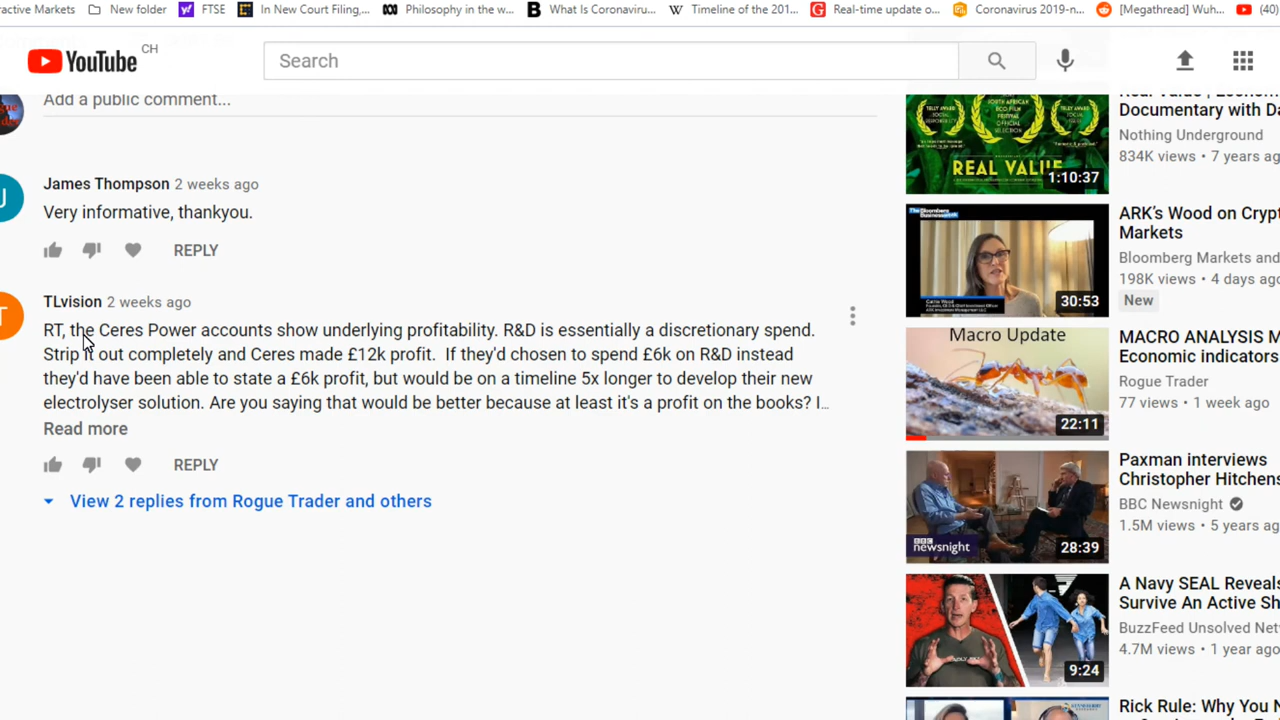 ractive Markets
New folder
FTSE
In New Court Filing,...
Philosophy in the w...
What Is Coronaviru...
Timeline of the 201...
Real-time update o...
Coronavirus 2019-n...
[Megathread] Wuh...
(40)
YouTube CH
Search
Add a public comment...
James Thompson 2 weeks ago
Very informative, thankyou.
REPLY
TLvision 2 weeks ago
RT, the Ceres Power accounts show underlying profitability. R&D is essentially a discretionary spend.
Strip it out completely and Ceres made £12k profit.  If they'd chosen to spend £6k on R&D instead
they'd have been able to state a £6k profit, but would be on a timeline 5x longer to develop their new
electrolyser solution. Are you saying that would be better because at least it's a profit on the books? I...
Read more
REPLY
View 2 replies from Rogue Trader and others
SOUTH AFRICAN
ECO FILM
FESTIVAL
OFFICIAL
SELECTION
REAL VALUE
1:10:37
Documentary with Da
Nothing Underground
834K views • 7 years ag
30:53
ARK's Wood on Crypt
Markets
Bloomberg Markets and
198K views • 4 days ago
New
Macro Update
22:11
MACRO ANALYSIS M
Economic indicators
Rogue Trader
77 views • 1 week ago
BBC
newsnight
28:39
Paxman interviews
Christopher Hitchens
BBC Newsnight
1.5M views • 5 years ag
9:24
A Navy SEAL Reveals
Survive An Active Sh
BuzzFeed Unsolved Net
4.7M views • 1 year ago
Rick Rule: Why You N